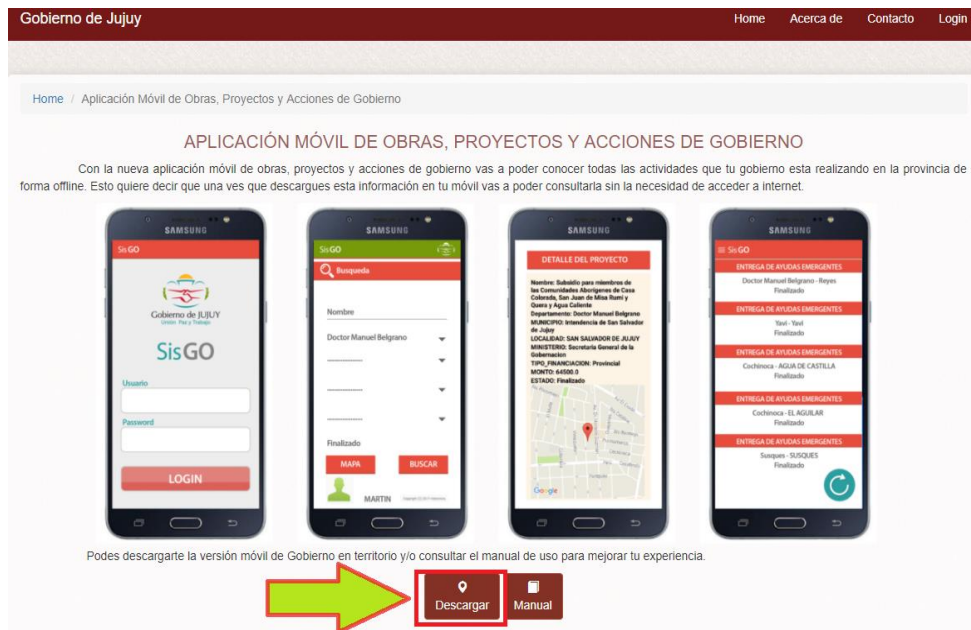 Gobierno de Jujuy
Home Acerca de Contacto Login
Home / Aplicación Móvil de Obras, Proyectos y Acciones de Gobierno
APLICACIÓN MÓVIL DE OBRAS, PROYECTOS Y ACCIONES DE GOBIERNO
Con la nueva aplicación móvil de obras, proyectos y acciones de gobierno vas a poder conocer todas las actividades que tu gobierno esta realizando en la provincia de
forma offline. Esto quiere decir que una ves que descargues esta información en tu móvil vas a poder consultarla sin la necesidad de acceder a internet.
SAMSUNG
Sis GO
Gobierno de JUJUY
Unión Paz y Trabajo
SisGO
Usuario
Password
LOGIN
SAMSUNG
Sis GO
Busqueda
Nombre
Doctor Manuel Belgrano
Finalizado
MAPA BUSCAR
MARTIN
SAMSUNG
DETALLE DEL PROYECTO
Nombre: Subsidio para miembros de
las Comunidades Aborigenes de Casa
Colorada, San Juan de Misa Rumi y
Quera y Agua Caliente
Departamento: Doctor Manuel Belgrano
MUNICIPIO: Intendencia de San Salvador
de Jujuy
LOCALIDAD: SAN SALVADOR DE JUJUY
MINISTERIO: Secretaría General de la
Gobernacion
TIPO_FINANCIACION: Provincial
MONTO: 64500.0
ESTADO: Finalizado
Google
SAMSUNG
Sis GO
ENTREGA DE AYUDAS EMERGENTES
Doctor Manuel Belgrano - Reyes
Finalizado
ENTREGA DE AYUDAS EMERGENTES
Yavi - Yavi
Finalizado
ENTREGA DE AYUDAS EMERGENTES
Cochinoca - AGUA DE CASTILLA
Finalizado
ENTREGA DE AYUDAS EMERGENTES
Cochinoca - EL AGUILAR
Finalizado
ENTREGA DE AYUDAS EMERGENTES
Susques - SUSQUES
Finalizado
Podes descargarte la versión móvil de Gobierno en territorio y/o consultar el manual de uso para mejorar tu experiencia.
Descargar Manual